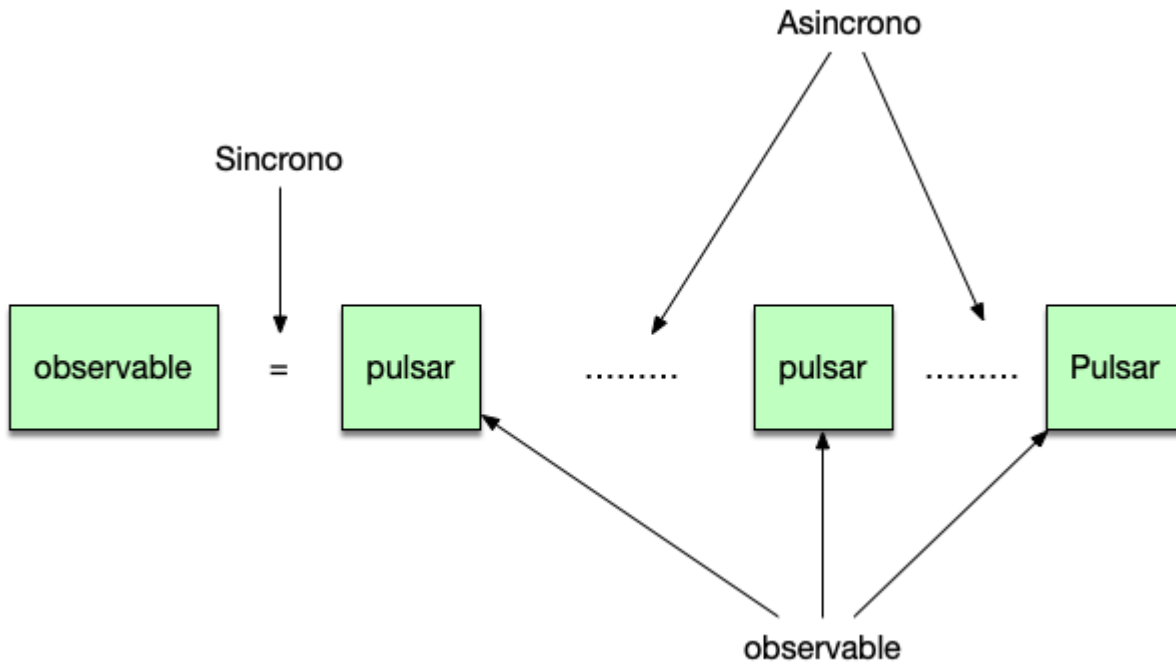 Asincrono
Sincrono
observable = pulsar ......... pulsar ......... Pulsar
observable